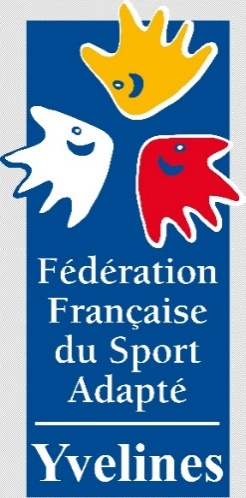 Fédération
Française
du Sport
Adapté
Yvelines